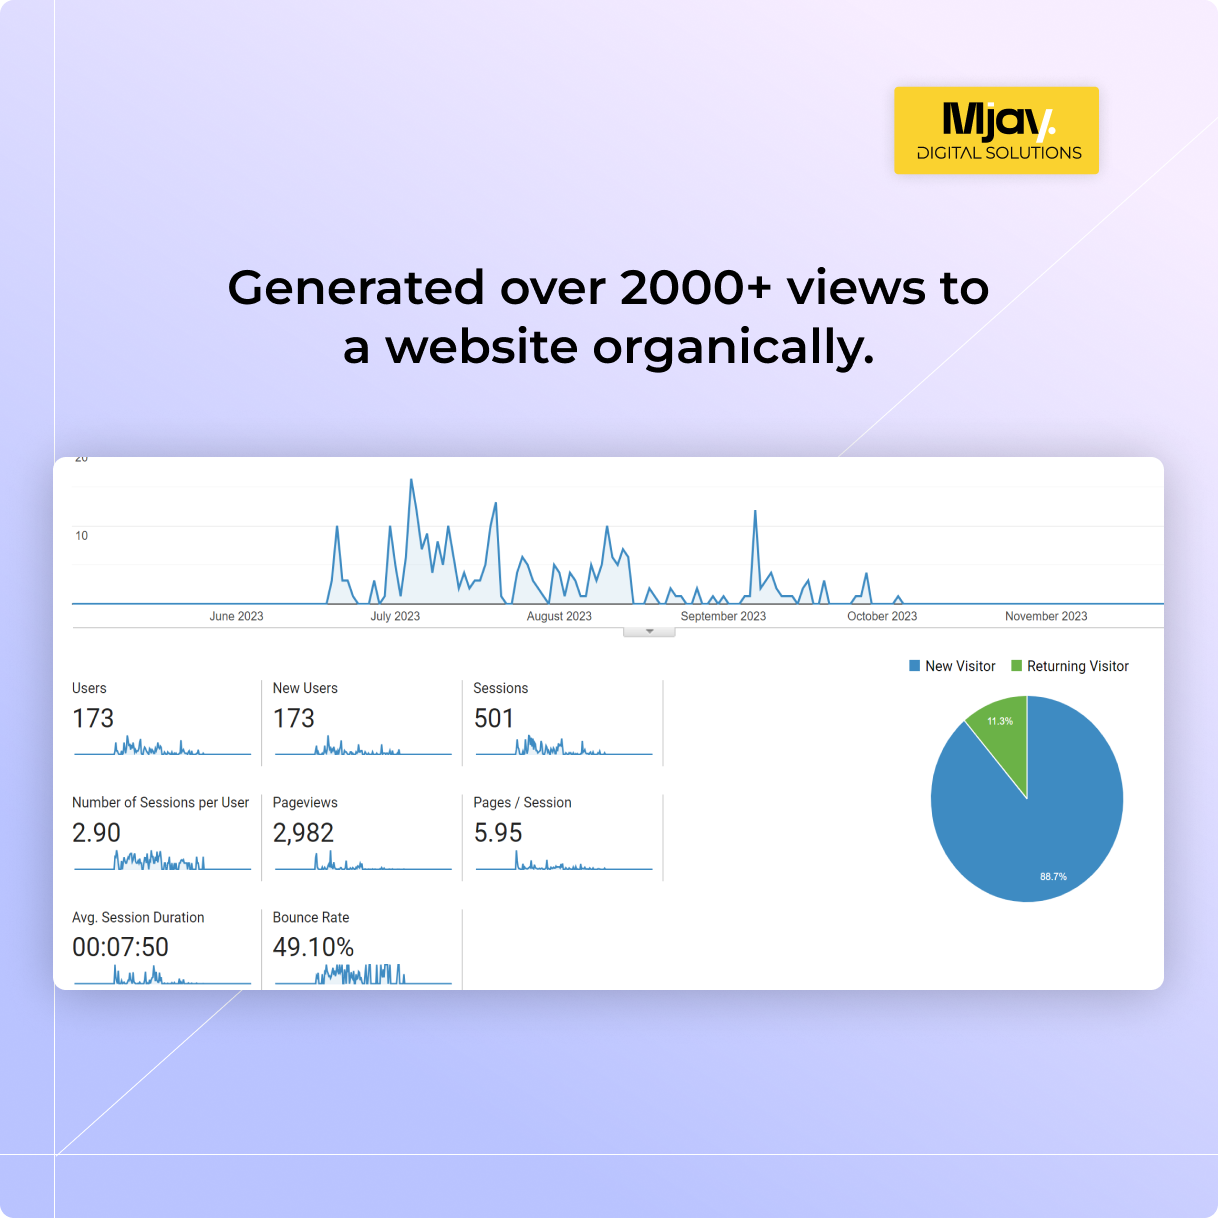 Mjav.
DIGITAL SOLUTIONS
Generated over 2000+ views to
a website organically.
20
10
June 2023 July 2023 August 2023 September 2023 October 2023 November 2023
New Visitor Returning Visitor
Users New Users Sessions
173 173 501
11.3%
Number of Sessions per User Pageviews Pages / Session
2.90 2,982 5.95
88.7%
Avg. Session Duration Bounce Rate
00:07:50 49.10%